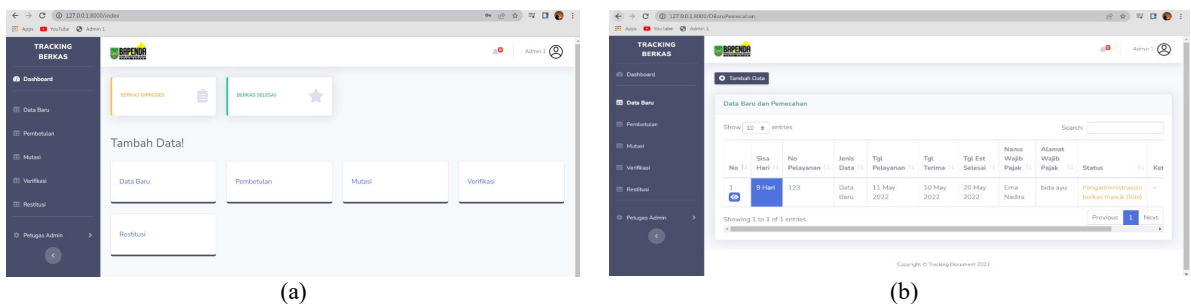 127.0.0.1:8000/index
Apps YouTube Admin 1
TRACKING
BERKAS
BAPENDA
Admin 1
Dashboard
Data Baru
Pembetulan
Mutasi
Verifikasi
Restitusi
Petugas Admin
BERKAS DIPROSES
BERKAS SELESAI
Tambah Data!
Data Baru Pembetulan Mutasi Verifikasi
Restitusi
(a)
127.0.0.1:8000/DBaruPemecahan
Apps YouTube Admin 1
TRACKING
BERKAS
BAPENDA
Admin 1
Dashboard
Data Baru
Pembetulan
Mutasi
Verifikasi
Restitusi
Petugas Admin
Tambah Data
Data Baru dan Pemecahan
Show 10 entries Search:
No Sisa Hari No Pelayanan Jenis Data Tgl Pelayanan Tgl Terima Tgl Est Selesai Nama Wajib Pajak Alamat Wajib Pajak Status Ket
1 9 Hari 123 Data Baru 11 May 2022 10 May 2022 20 May 2022 Ema Nadira bida ayu Pengadministrasian berkas masuk -
Showing 1 to 1 of 1 entries
Previous 1 Next
Copyright © Tracking Document 2021
(b)